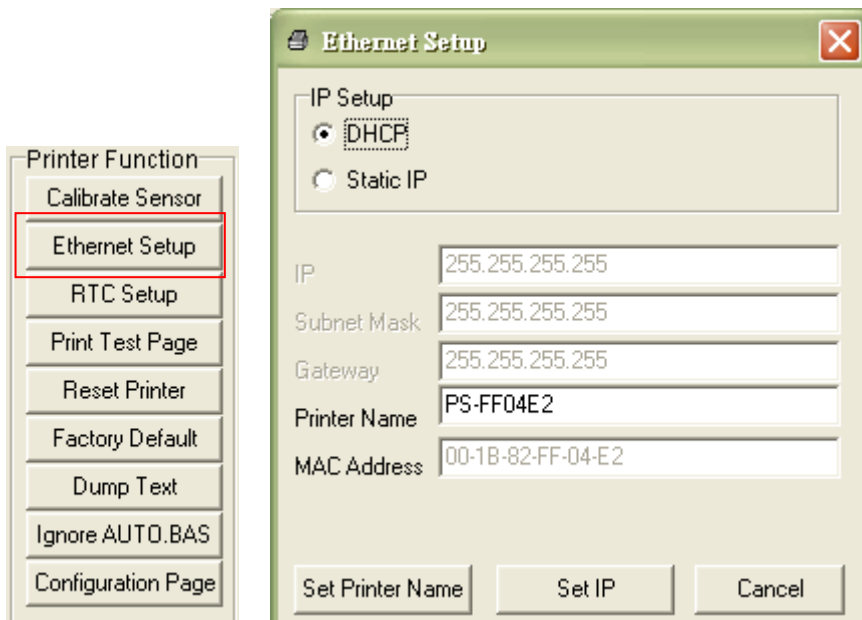 Printer Function
Calibrate Sensor
Ethernet Setup
RTC Setup
Print Test Page
Reset Printer
Factory Default
Dump Text
Ignore AUTO.BAS
Configuration Page
Ethernet Setup
IP Setup
DHCP
Static IP
IP 255.255.255.255
Subnet Mask 255.255.255.255
Gateway 255.255.255.255
Printer Name PS-FF04E2
MAC Address 00-1B-82-FF-04-E2
Set Printer Name Set IP Cancel